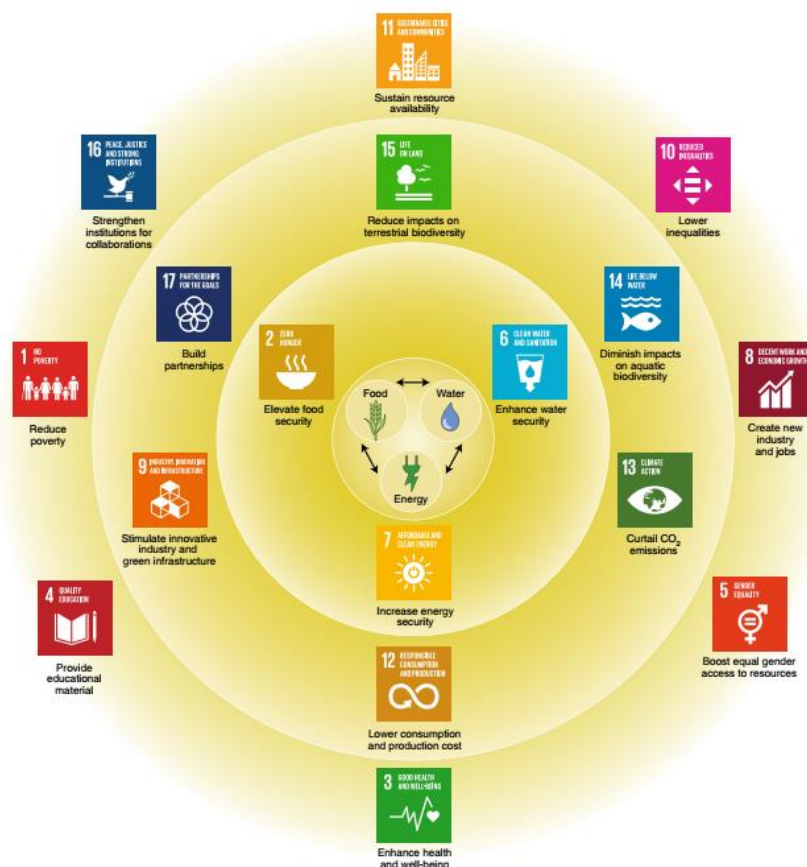 11 SUSTAINABLE CITIES
AND COMMUNITIES
Sustain resource
availability
16 PEACE, JUSTICE
AND STRONG
INSTITUTIONS
Strengthen
institutions for
collaborations
15 LIFE
ON LAND
Reduce impacts on
terrestrial biodiversity
10 REDUCED
INEQUALITIES
Lower
inequalities
17 PARTNERSHIPS
FOR THE GOALS
Build
partnerships
14 LIFE BELOW
WATER
Diminish impacts
on aquatic
biodiversity
2 ZERO
HUNGER
Elevate food
security
6 CLEAN WATER
AND SANITATION
Enhance water
security
1 NO
POVERTY
Reduce
poverty
8 DECENT WORK AND
ECONOMIC GROWTH
Create new
industry
and jobs
Food
Water
Energy
9 INDUSTRY, INNOVATION
AND INFRASTRUCTURE
Stimulate innovative
industry and
green infrastructure
13 CLIMATE
ACTION
Curtail CO2
emissions
7 AFFORDABLE AND
CLEAN ENERGY
Increase energy
security
4 QUALITY
EDUCATION
Provide
educational
material
5 GENDER
EQUALITY
Boost equal gender
access to resources
12 RESPONSIBLE
CONSUMPTION
AND PRODUCTION
Lower consumption
and production cost
3 GOOD HEALTH
AND WELL-BEING
Enhance health
and well-being